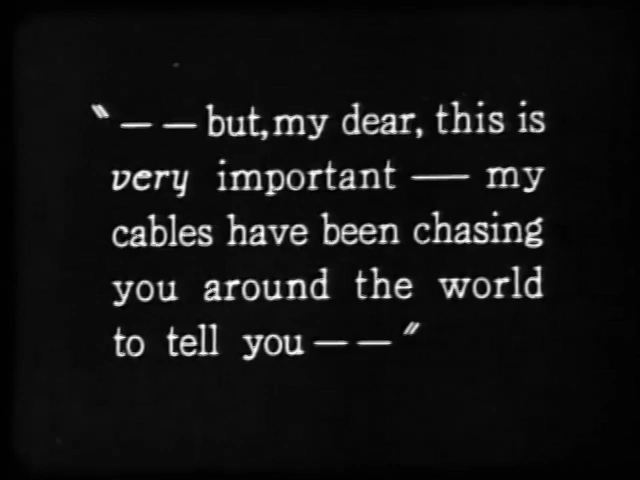 "— — but, my dear, this is
very important — my
cables have been chasing
you around the world
to tell you — —"